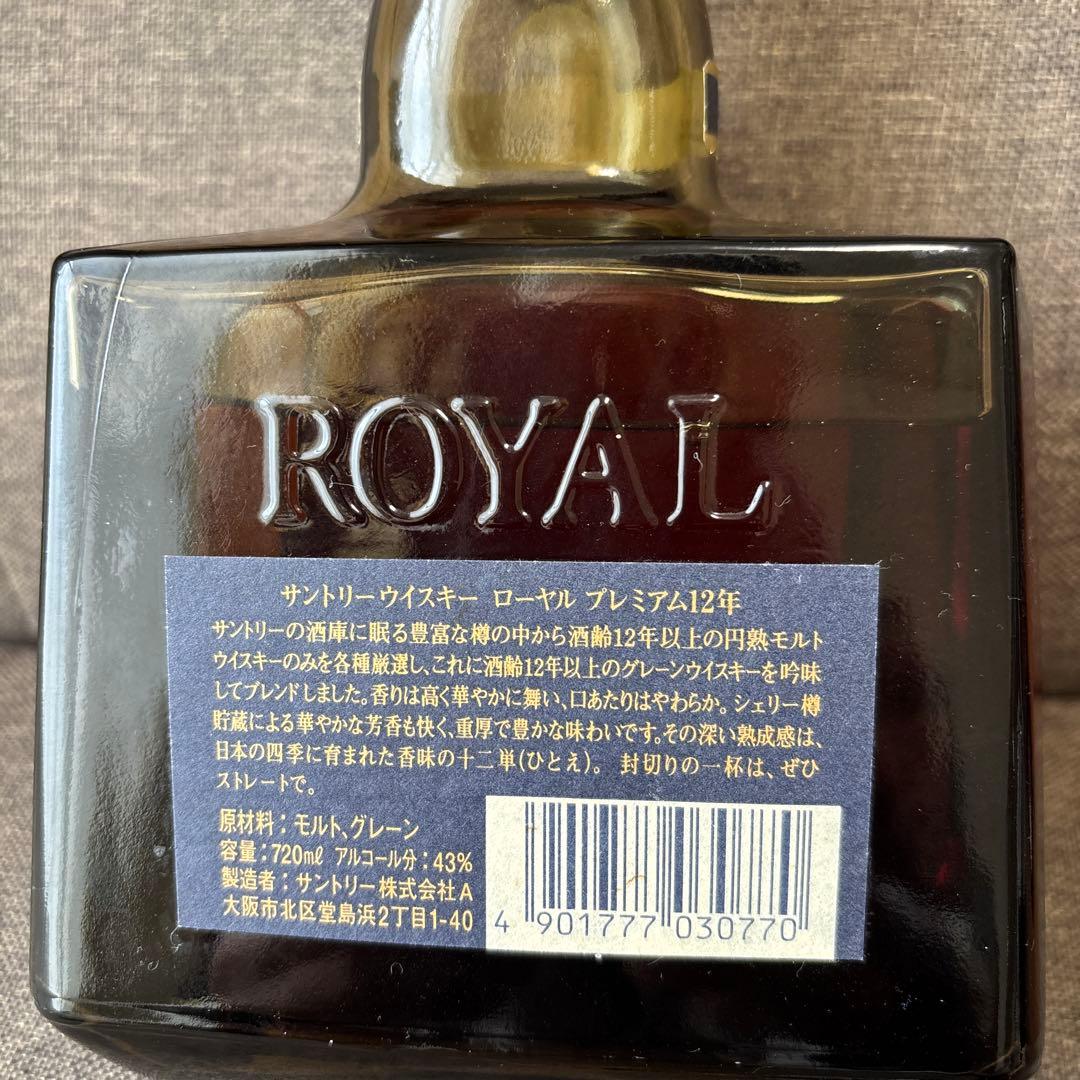 ROYAL
サントリーウイスキー ローヤル プレミアム12年
サントリーの酒庫に眠る豊富な樽の中から酒齢12年以上の円熟モルト
ウイスキーのみを各種厳選し、これに酒齢12年以上のグレーンウイスキーを吟味
してブレンドしました。香りは高く華やかに舞い、口あたりはやわらか。シェリー樽
貯蔵による華やかな芳香も快く、重厚で豊かな味わいです。その深い熟成感は、
日本の四季に育まれた香味の十二単(ひとえ)。 封切りの一杯は、ぜひ
ストレートで。
原材料：モルト、グレーン
容量：720㎖ アルコール分：43%
製造者：サントリー株式会社A
大阪市北区堂島浜2丁目1-40
4 901777 030770